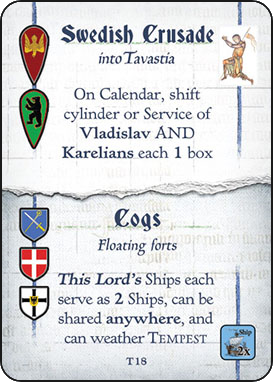 Swedish Crusade
into Tavastia
On Calendar, shift
cylinder or Service of
Vladislav AND
Karelians each 1 box
Cogs
Floating forts
This Lord's Ships each
serve as 2 Ships, can be
shared anywhere, and
can weather TEMPEST
Ship
2x
T18